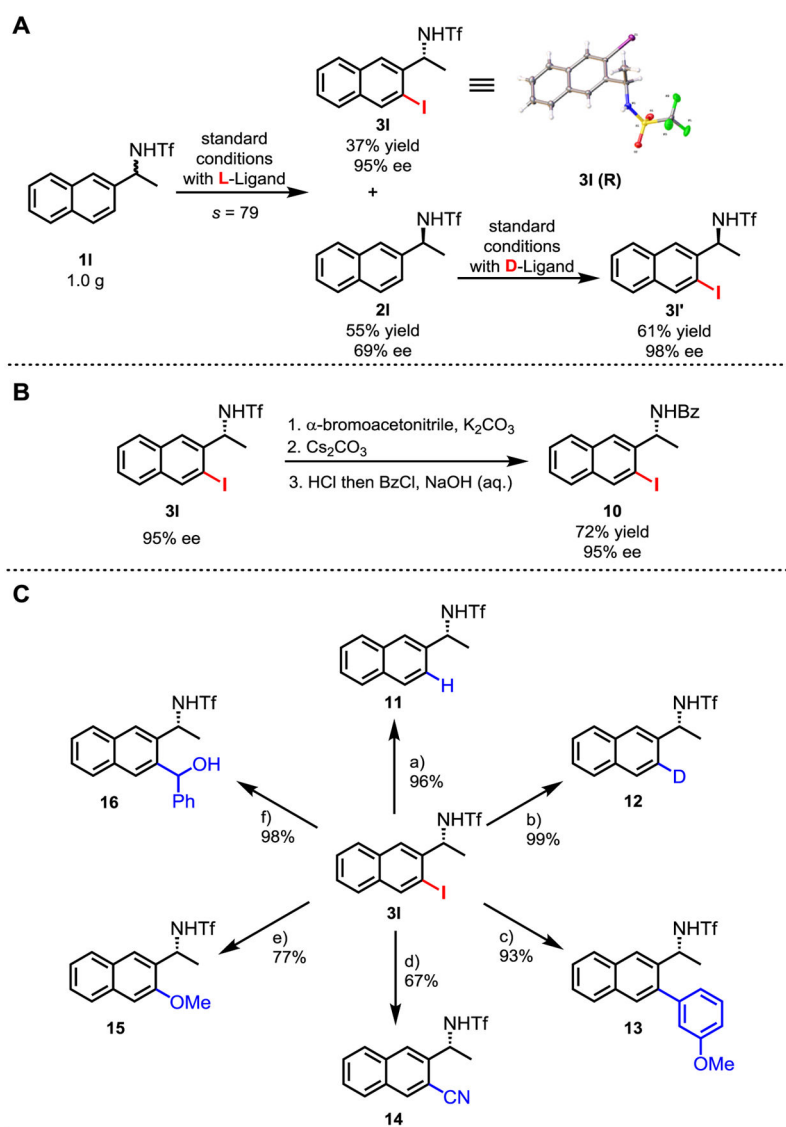 A
NHTf
I
3l
37% yield
95% ee
3l (R)
+
NHTf
1l
1.0 g
standard
conditions
with L-Ligand
s = 79
NHTf
2l
55% yield
69% ee
standard
conditions
with D-Ligand
NHTf
I
3l'
61% yield
98% ee
B
NHTf
I
3l
95% ee
1. α-bromoacetonitrile, K2CO3
2. Cs2CO3
3. HCl then BzCl, NaOH (aq.)
NHBz
I
10
72% yield
95% ee
C
NHTf
H
11
NHTf
OH
Ph
16
a)
96%
NHTf
D
12
f)
98%
NHTf
I
3l
b)
99%
e)
77%
d)
67%
c)
93%
NHTf
OMe
15
NHTf
CN
14
NHTf
OMe
13